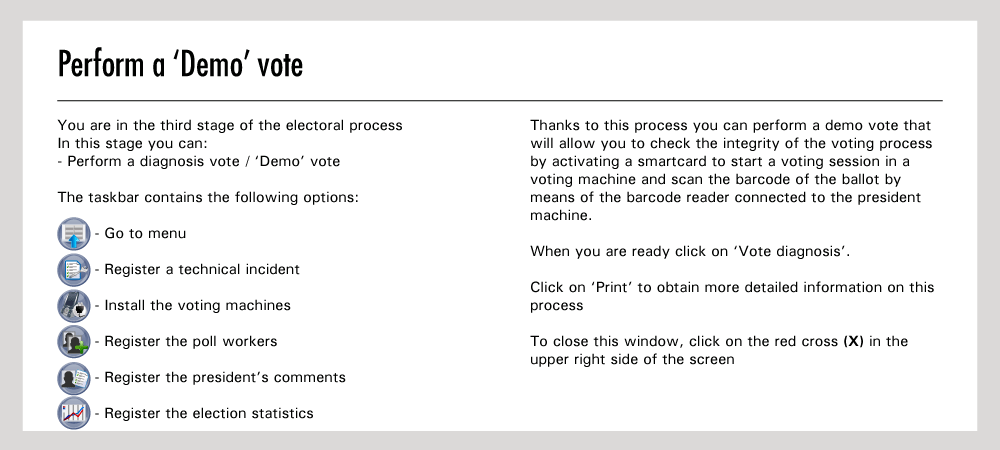 Perform a ‘Demo’ vote
You are in the third stage of the electoral process
In this stage you can:
- Perform a diagnosis vote / ‘Demo’ vote
The taskbar contains the following options:
- Go to menu
- Register a technical incident
- Install the voting machines
- Register the poll workers
- Register the president’s comments
- Register the election statistics
Thanks to this process you can perform a demo vote that
will allow you to check the integrity of the voting process
by activating a smartcard to start a voting session in a
voting machine and scan the barcode of the ballot by
means of the barcode reader connected to the president
machine.
When you are ready click on ‘Vote diagnosis’.
Click on ‘Print’ to obtain more detailed information on this
process
To close this window, click on the red cross (X) in the
upper right side of the screen